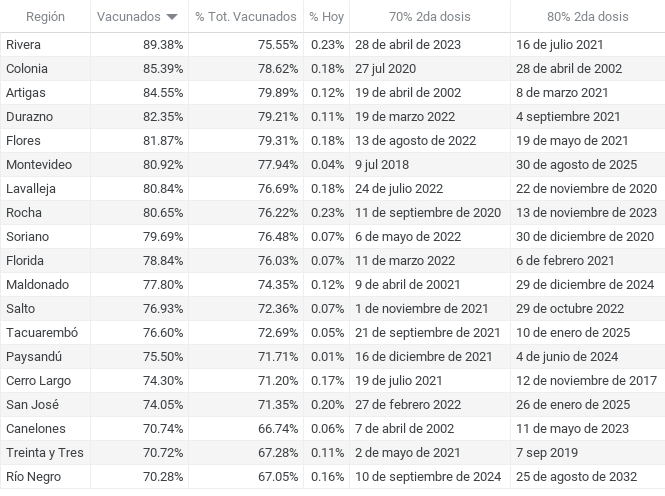 Región Vacunados % Tot. Vacunados % Hoy 70% 2da dosis 80% 2da dosis
Rivera 89.38% 75.55% 0.23% 28 de abril de 2023 16 de julio 2021
Colonia 85.39% 78.62% 0.18% 27 jul 2020 28 de abril de 2002
Artigas 84.55% 79.89% 0.12% 19 de abril de 2002 8 de marzo 2021
Durazno 82.35% 79.21% 0.11% 19 de marzo 2022 4 septiembre 2021
Flores 81.87% 79.31% 0.18% 13 de agosto de 2022 19 de mayo de 2021
Montevideo 80.92% 77.94% 0.04% 9 jul 2018 30 de agosto de 2025
Lavalleja 80.84% 76.69% 0.18% 24 de julio 2022 22 de noviembre de 2020
Rocha 80.65% 76.22% 0.23% 11 de septiembre de 2020 13 de noviembre de 2023
Soriano 79.69% 76.48% 0.07% 6 de mayo de 2022 30 de diciembre de 2020
Florida 78.84% 76.03% 0.07% 11 de marzo 2022 6 de febrero 2021
Maldonado 77.80% 74.35% 0.12% 9 de abril de 20021 29 de diciembre de 2024
Salto 76.93% 72.36% 0.07% 1 de noviembre de 2021 29 de octubre 2022
Tacuarembó 76.60% 72.69% 0.05% 21 de septiembre de 2021 10 de enero de 2025
Paysandú 75.50% 71.71% 0.01% 16 de diciembre de 2021 4 de junio de 2024
Cerro Largo 74.30% 71.20% 0.17% 19 de julio 2021 12 de noviembre de 2017
San José 74.05% 71.35% 0.20% 27 de febrero 2022 26 de enero de 2025
Canelones 70.74% 66.74% 0.06% 7 de abril de 2002 11 de mayo de 2023
Treinta y Tres 70.72% 67.28% 0.11% 2 de mayo de 2021 7 sep 2019
Río Negro 70.28% 67.05% 0.16% 10 de septiembre de 2024 25 de agosto de 2032